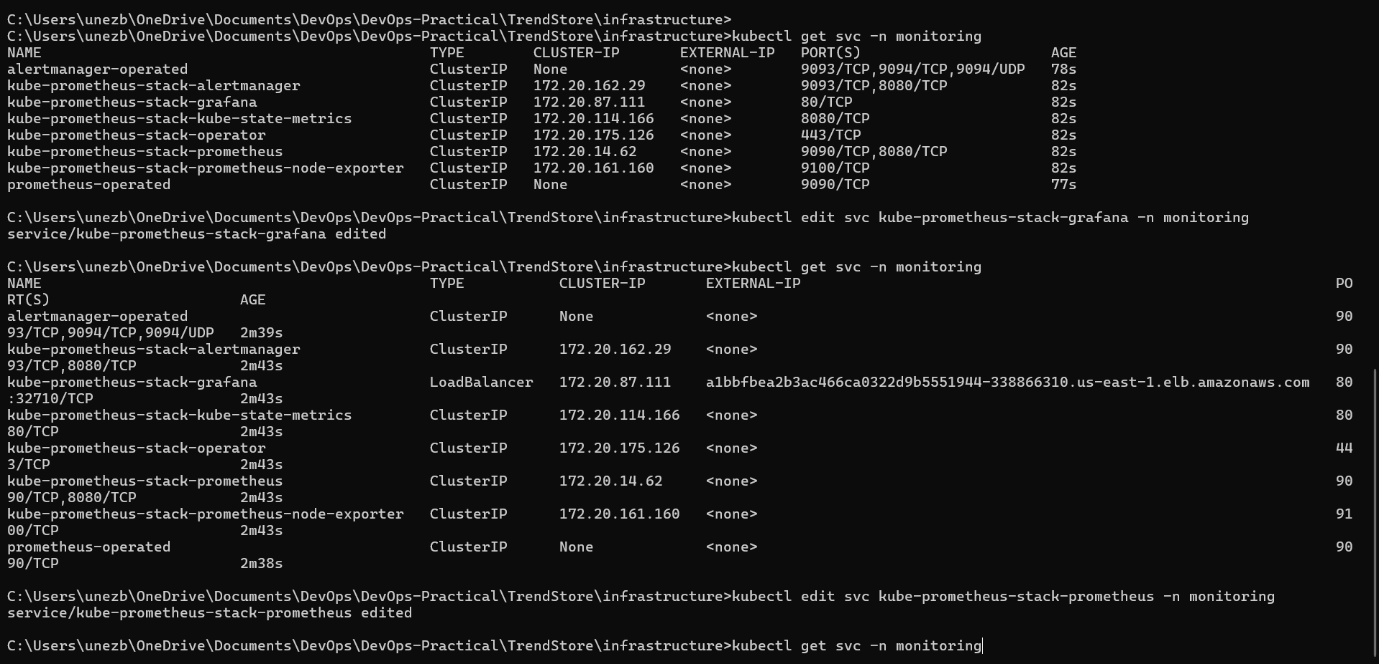 C:\Users\unezb\OneDrive\Documents\DevOps\DevOps-Practical\TrendStore\infrastructure>
C:\Users\unezb\OneDrive\Documents\DevOps\DevOps-Practical\TrendStore\infrastructure>kubectl get svc -n monitoring
NAME                                             TYPE        CLUSTER-IP       EXTERNAL-IP   PORT(S)                      AGE
alertmanager-operated                            ClusterIP   None             <none>        9093/TCP,9094/TCP,9094/UDP   78s
kube-prometheus-stack-alertmanager               ClusterIP   172.20.162.29    <none>        9093/TCP,8080/TCP            82s
kube-prometheus-stack-grafana                    ClusterIP   172.20.87.111    <none>        80/TCP                       82s
kube-prometheus-stack-kube-state-metrics         ClusterIP   172.20.114.166   <none>        8080/TCP                     82s
kube-prometheus-stack-operator                   ClusterIP   172.20.175.126   <none>        443/TCP                      82s
kube-prometheus-stack-prometheus                 ClusterIP   172.20.14.62     <none>        9090/TCP,8080/TCP            82s
kube-prometheus-stack-prometheus-node-exporter   ClusterIP   172.20.161.160   <none>        9100/TCP                     82s
prometheus-operated                              ClusterIP   None             <none>        9090/TCP                     77s
C:\Users\unezb\OneDrive\Documents\DevOps\DevOps-Practical\TrendStore\infrastructure>kubectl edit svc kube-prometheus-stack-grafana -n monitoring
service/kube-prometheus-stack-grafana edited
C:\Users\unezb\OneDrive\Documents\DevOps\DevOps-Practical\TrendStore\infrastructure>kubectl get svc -n monitoring
NAME                                             TYPE           CLUSTER-IP       EXTERNAL-IP                                                              PO
RT(S)                      AGE
alertmanager-operated                            ClusterIP      None             <none>                                                                   90
93/TCP,9094/TCP,9094/UDP   2m39s
kube-prometheus-stack-alertmanager               ClusterIP      172.20.162.29    <none>                                                                   90
93/TCP,8080/TCP            2m43s
kube-prometheus-stack-grafana                    LoadBalancer   172.20.87.111    a1bbfbea2b3ac466ca0322d9b5551944-338866310.us-east-1.elb.amazonaws.com   80
:32710/TCP                 2m43s
kube-prometheus-stack-kube-state-metrics         ClusterIP      172.20.114.166   <none>                                                                   80
80/TCP                     2m43s
kube-prometheus-stack-operator                   ClusterIP      172.20.175.126   <none>                                                                   44
3/TCP                      2m43s
kube-prometheus-stack-prometheus                 ClusterIP      172.20.14.62     <none>                                                                   90
90/TCP,8080/TCP            2m43s
kube-prometheus-stack-prometheus-node-exporter   ClusterIP      172.20.161.160   <none>                                                                   91
00/TCP                     2m43s
prometheus-operated                              ClusterIP      None             <none>                                                                   90
90/TCP                     2m38s
C:\Users\unezb\OneDrive\Documents\DevOps\DevOps-Practical\TrendStore\infrastructure>kubectl edit svc kube-prometheus-stack-prometheus -n monitoring
service/kube-prometheus-stack-prometheus edited
C:\Users\unezb\OneDrive\Documents\DevOps\DevOps-Practical\TrendStore\infrastructure>kubectl get svc -n monitoring